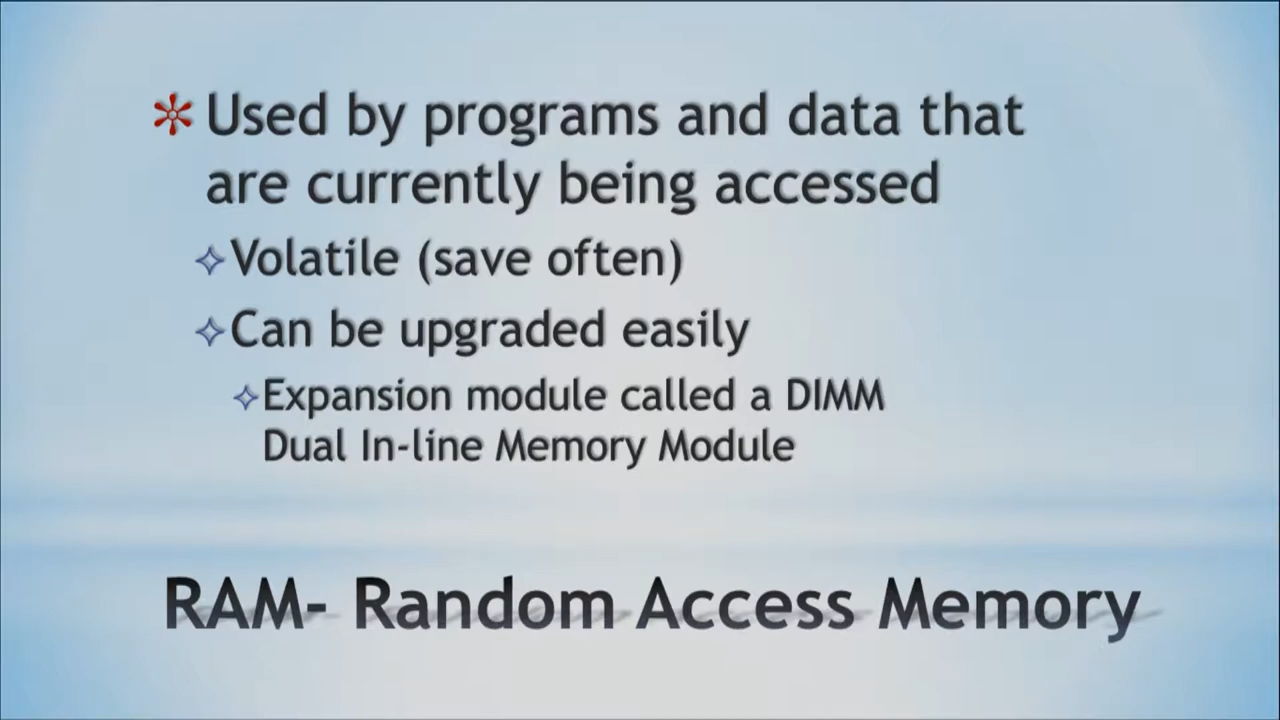 Used by programs and data that
are currently being accessed
Volatile (save often)
Can be upgraded easily
Expansion module called a DIMM
Dual In-line Memory Module
RAM- Random Access Memory